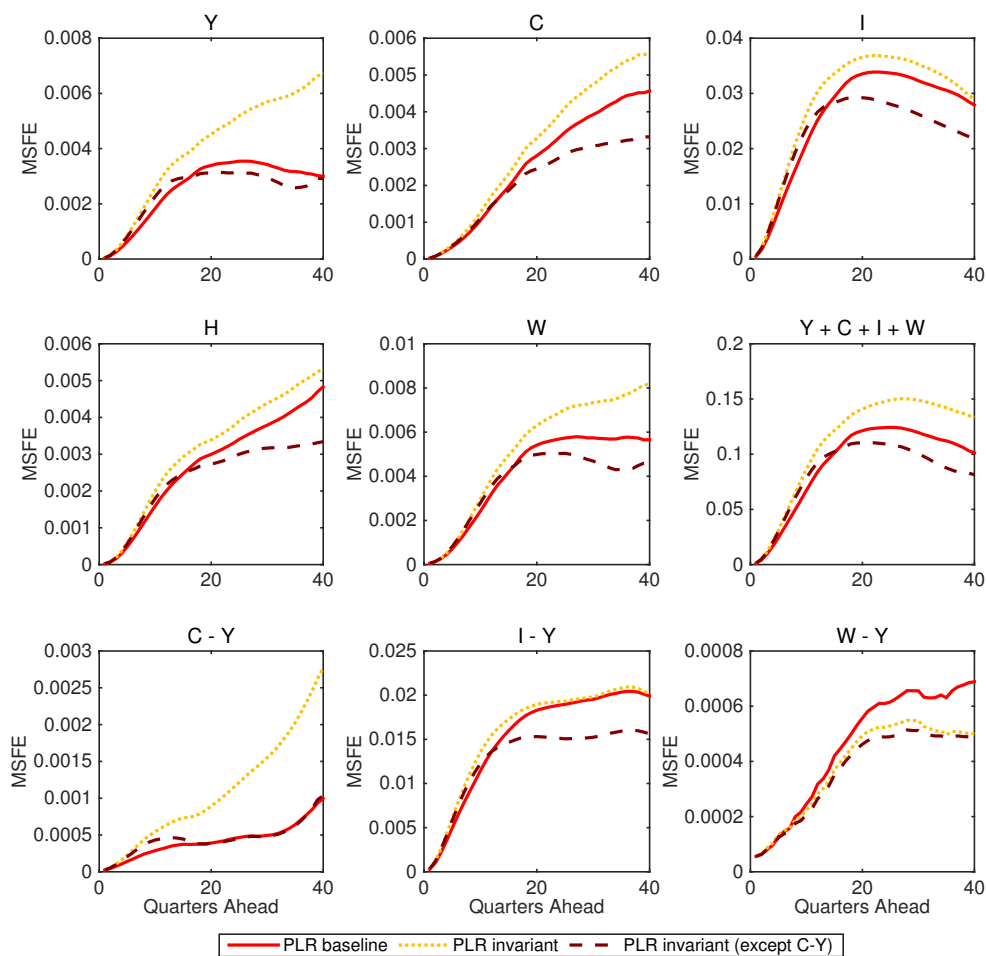 Y
C
I
0.008
0.006
0.004
0.002
0
MSFE
0 20 40
0.006
0.005
0.004
0.003
0.002
0.001
0
MSFE
0 20 40
0.04
0.03
0.02
0.01
0
MSFE
0 20 40
H
W
Y + C + I + W
0.006
0.005
0.004
0.003
0.002
0.001
0
MSFE
0 20 40
0.01
0.008
0.006
0.004
0.002
0
MSFE
0 20 40
0.2
0.15
0.1
0.05
0
MSFE
0 20 40
C - Y
I - Y
W - Y
0.003
0.0025
0.002
0.0015
0.001
0.0005
0
MSFE
0 20 40
Quarters Ahead
0.025
0.02
0.015
0.01
0.005
0
MSFE
0 20 40
Quarters Ahead
0.0008
0.0006
0.0004
0.0002
0
MSFE
0 20 40
Quarters Ahead
PLR baseline PLR invariant PLR invariant (except C-Y)